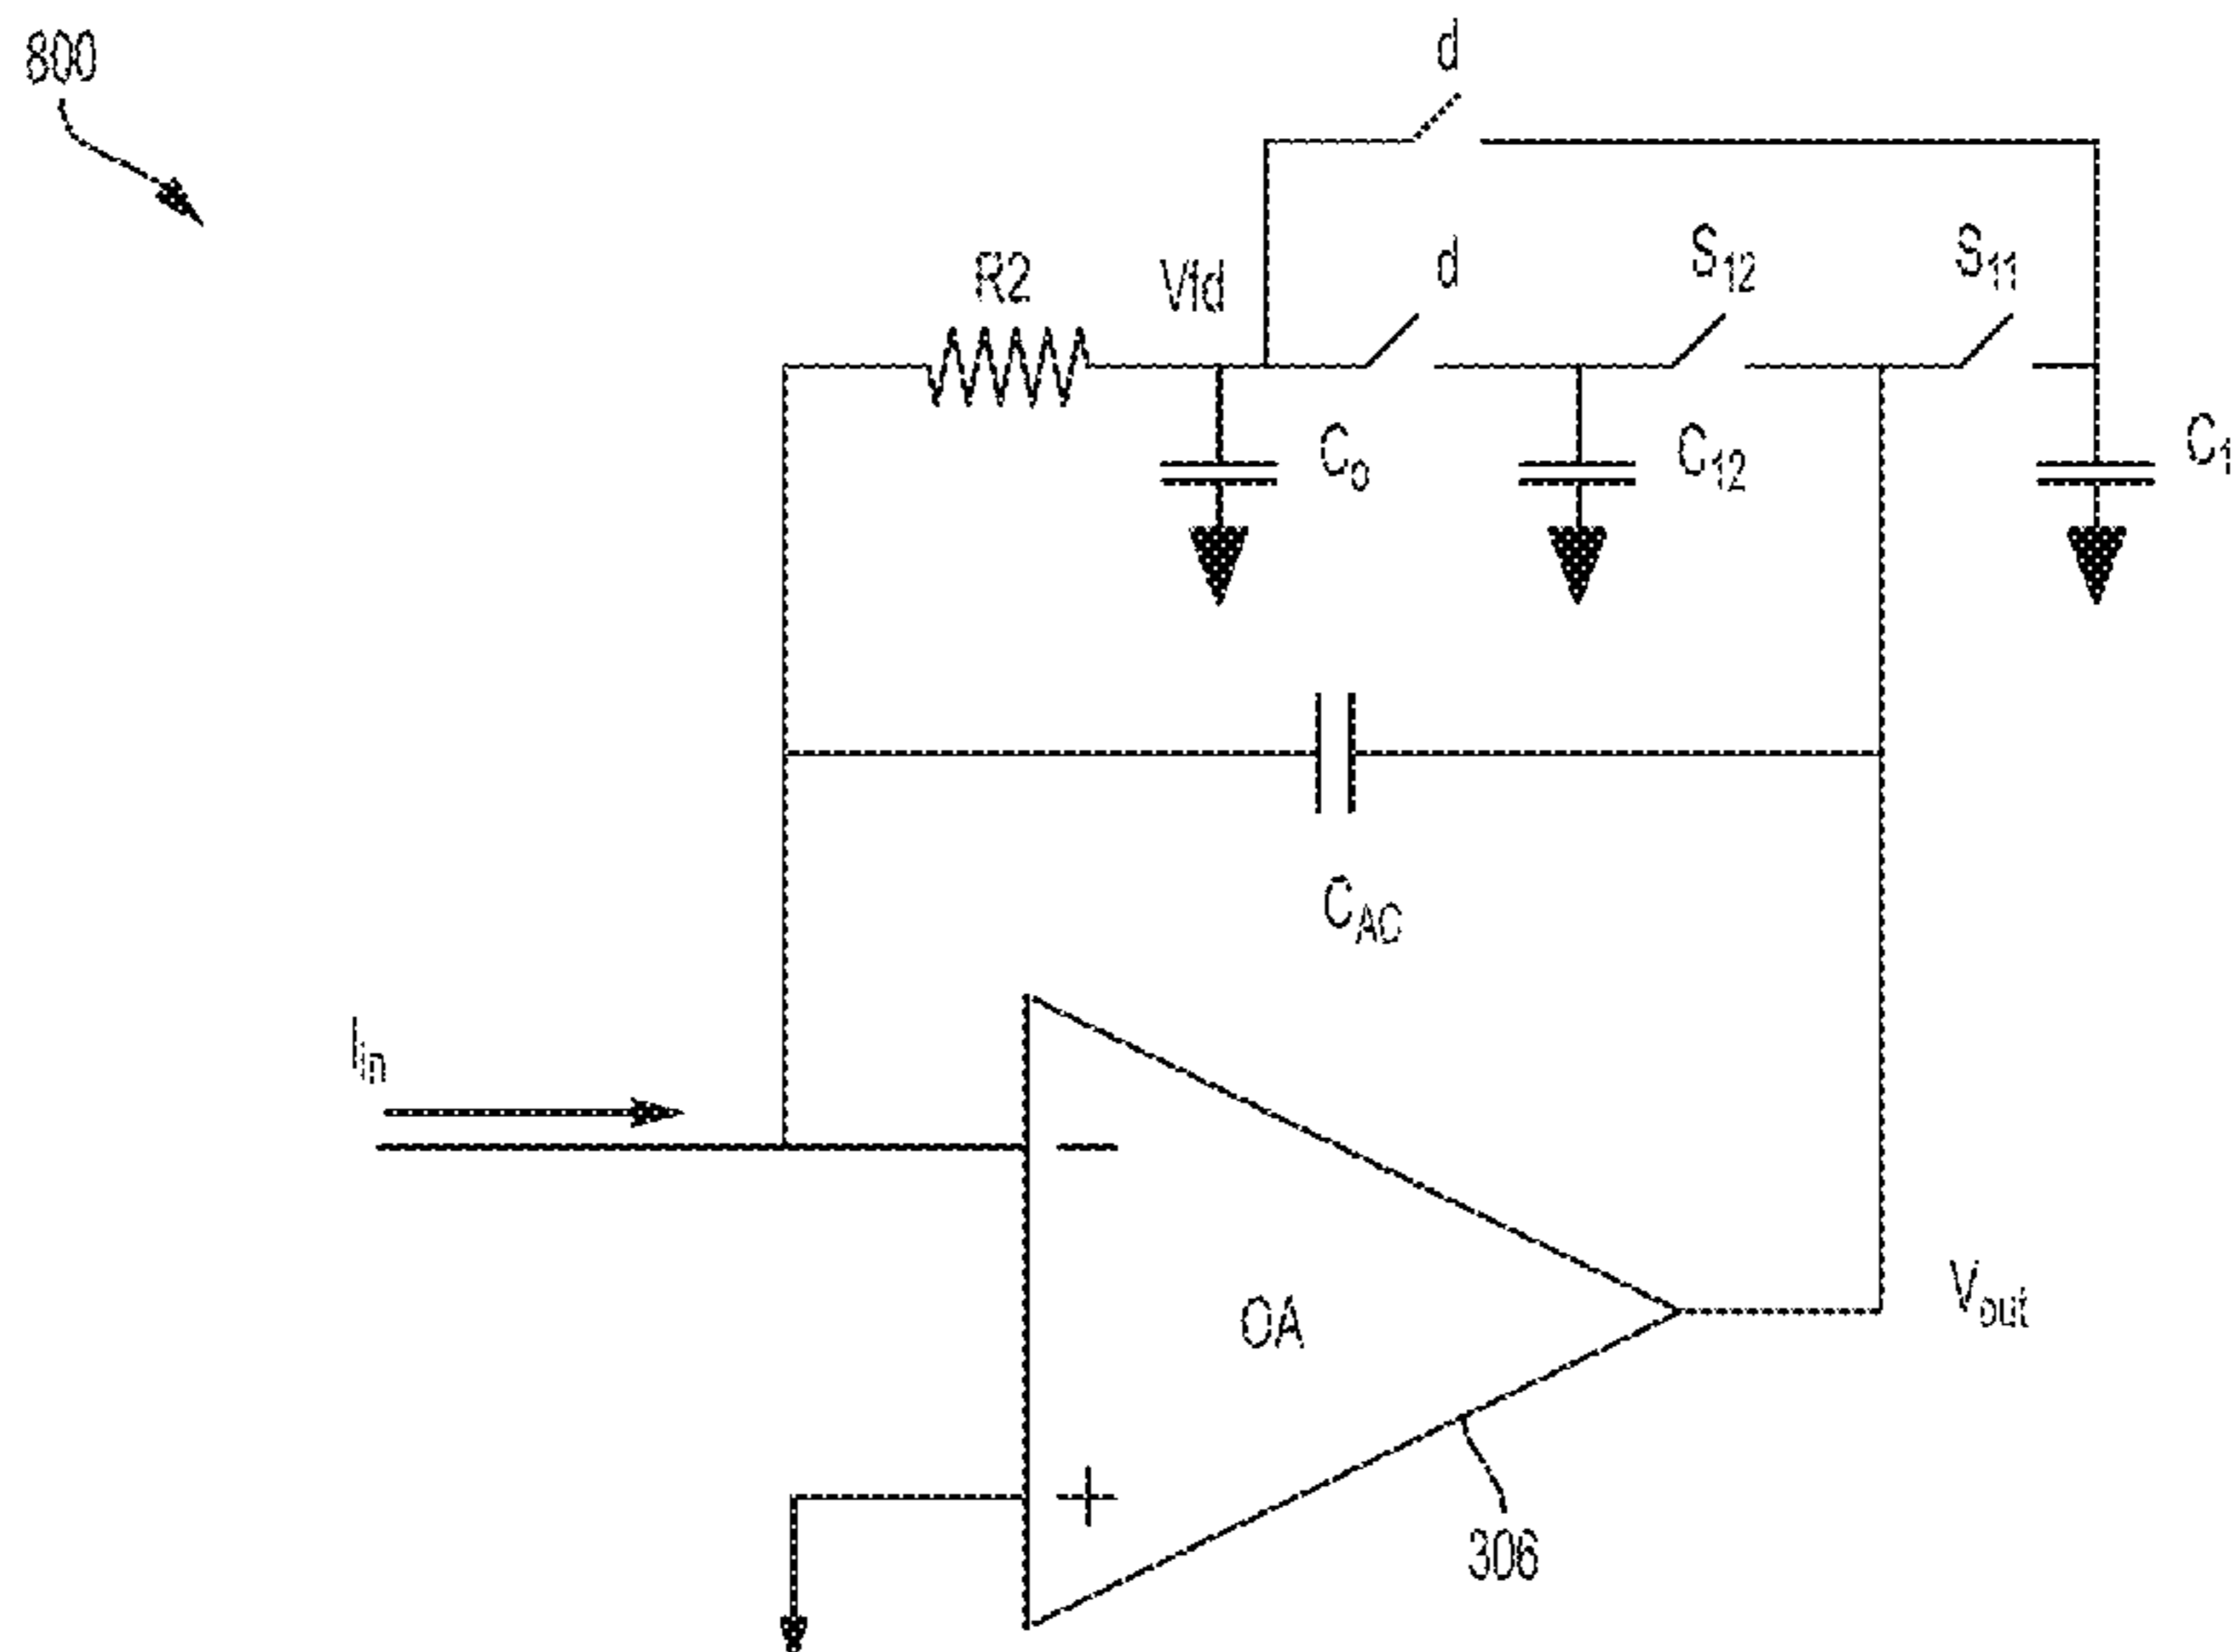 800
d
R2
Vfd
d
S12
S11
C0
C12
C1
CAC
Iin
−
OA
+
Vout
306